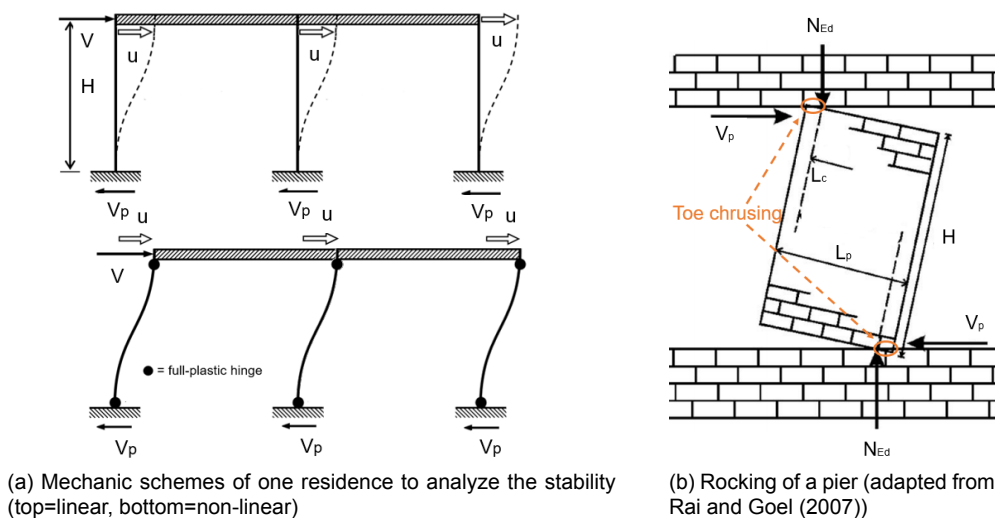 V
u
u
u
H
Vp
Vp
Vp
u
u
u
V
= full-plastic hinge
Vp
Vp
Vp
(a) Mechanic schemes of one residence to analyze the stability
(top=linear, bottom=non-linear)
NEd
Vp
Lc
Toe chrusing
H
Lp
Vp
NEd
(b) Rocking of a pier (adapted from
Rai and Goel (2007))